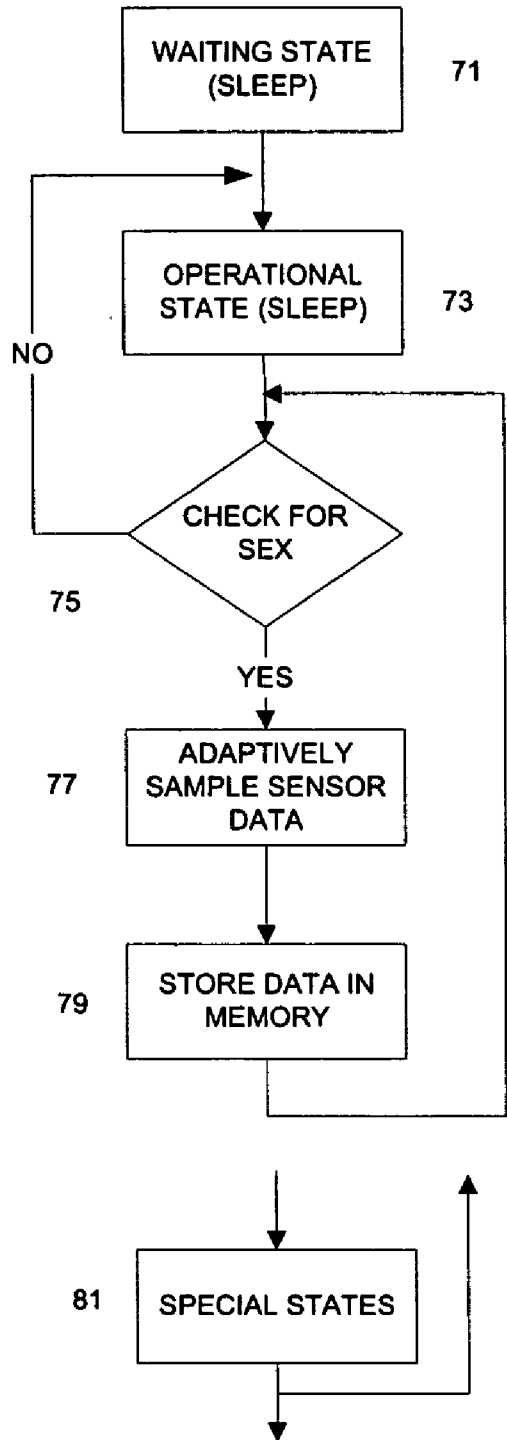 WAITING STATE
(SLEEP)
71
OPERATIONAL
STATE (SLEEP)
73
NO
CHECK FOR
SEX
75
YES
ADAPTIVELY
SAMPLE SENSOR
DATA
77
STORE DATA IN
MEMORY
79
SPECIAL STATES
81